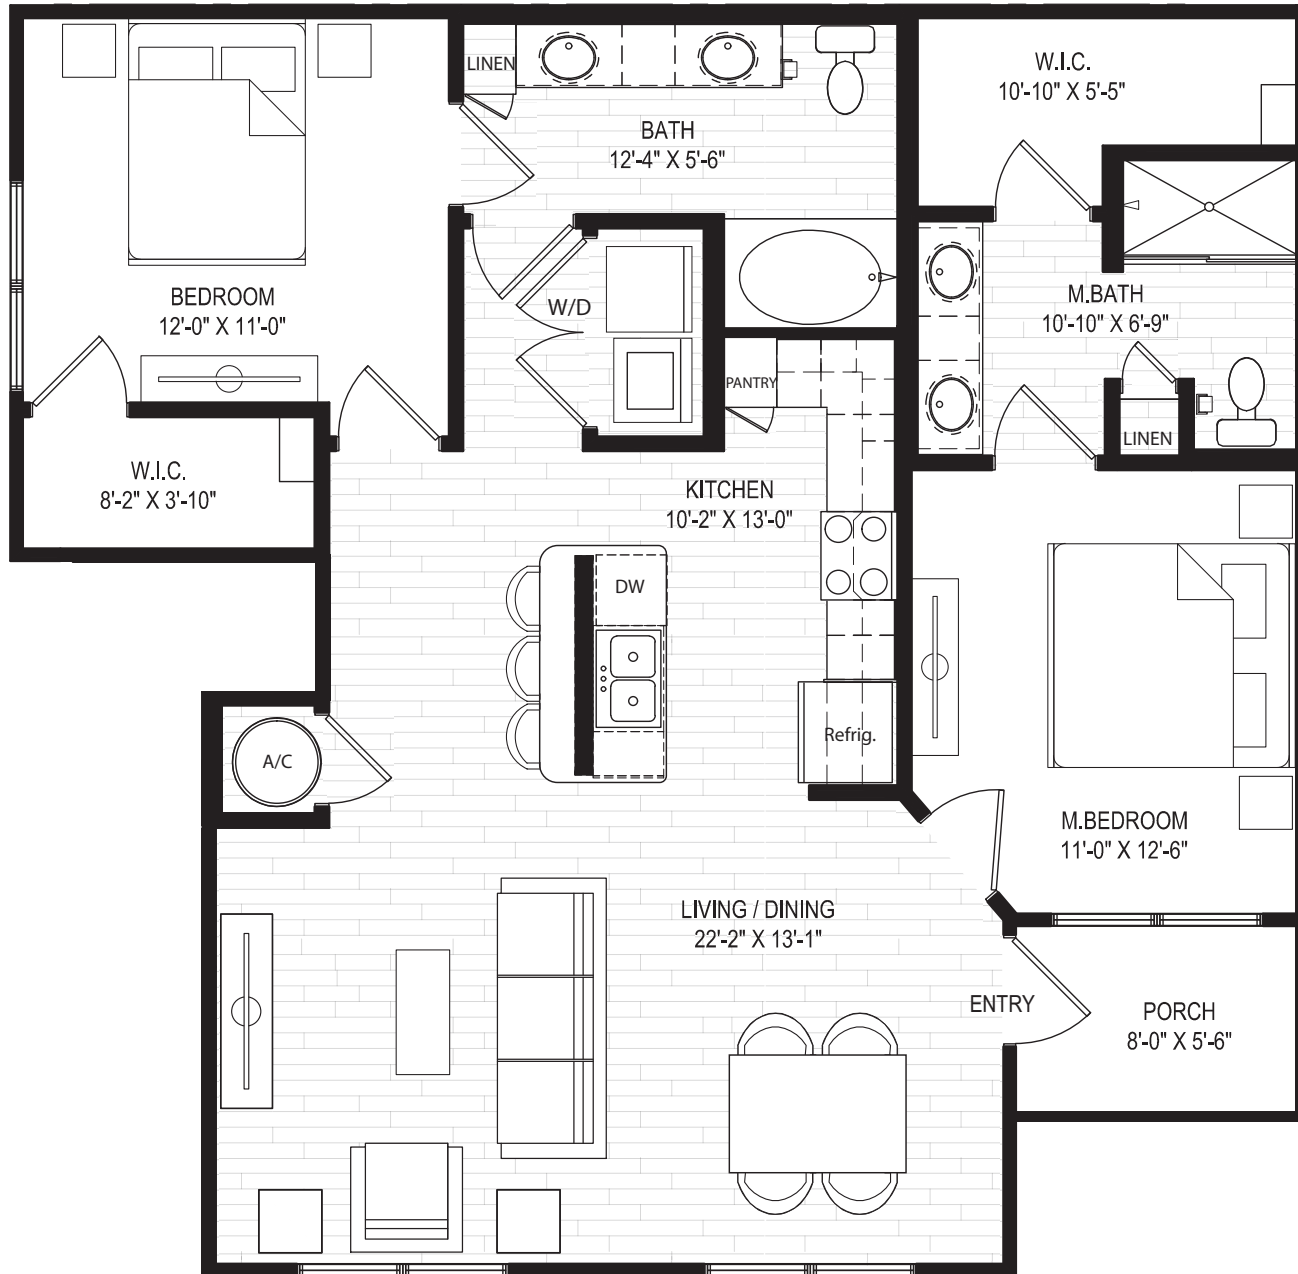 LINEN
BATH
12'-4" X 5'-6"
W.I.C.
10'-10" X 5'-5"
BEDROOM
12'-0" X 11'-0"
W/D
M.BATH
10'-10" X 6'-9"
PANTRY
LINEN
W.I.C.
8'-2" X 3'-10"
KITCHEN
10'-2" X 13'-0"
DW
Refrig.
A/C
M.BEDROOM
11'-0" X 12'-6"
LIVING / DINING
22'-2" X 13'-1"
ENTRY
PORCH
8'-0" X 5'-6"